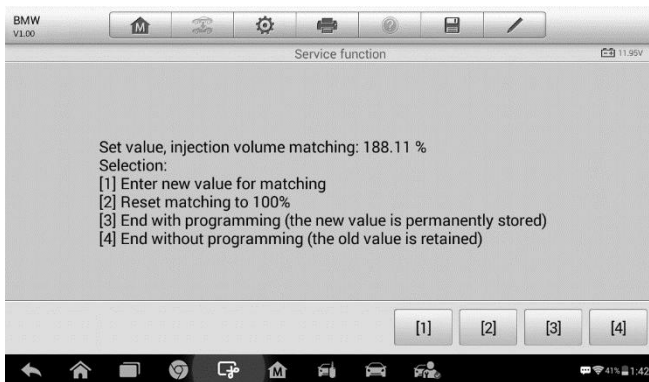 BMW
V1.00
Service function
11.95V
Set value, injection volume matching: 188.11 %
Selection:
[1] Enter new value for matching
[2] Reset matching to 100%
[3] End with programming (the new value is permanently stored)
[4] End without programming (the old value is retained)
[1] [2] [3] [4]
41% 1:42